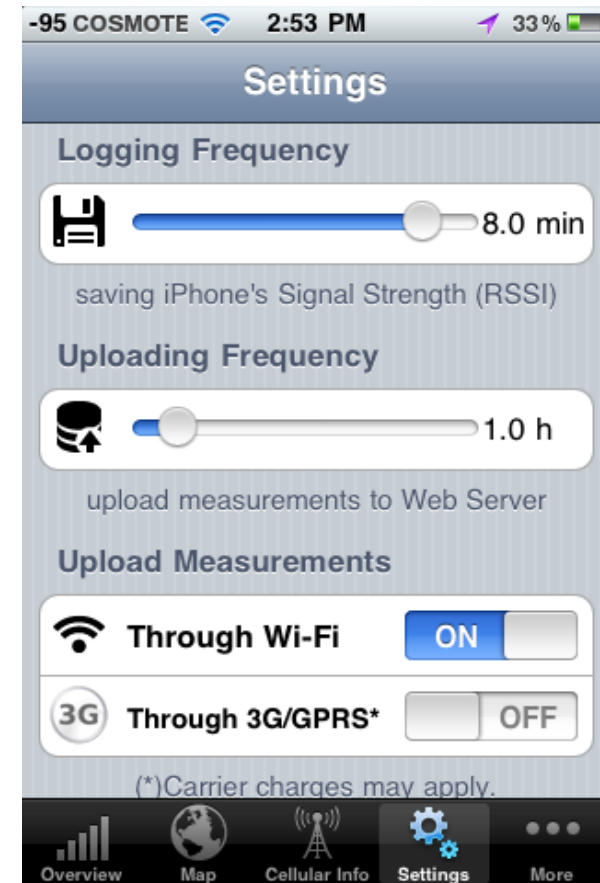 -95 COSMOTE 2:53 PM 33%
Settings
Logging Frequency
8.0 min
saving iPhone's Signal Strength (RSSI)
Uploading Frequency
1.0 h
upload measurements to Web Server
Upload Measurements
Through Wi-Fi ON
3G Through 3G/GPRS* OFF
(*)Carrier charges may apply.
Overview Map Cellular Info Settings More